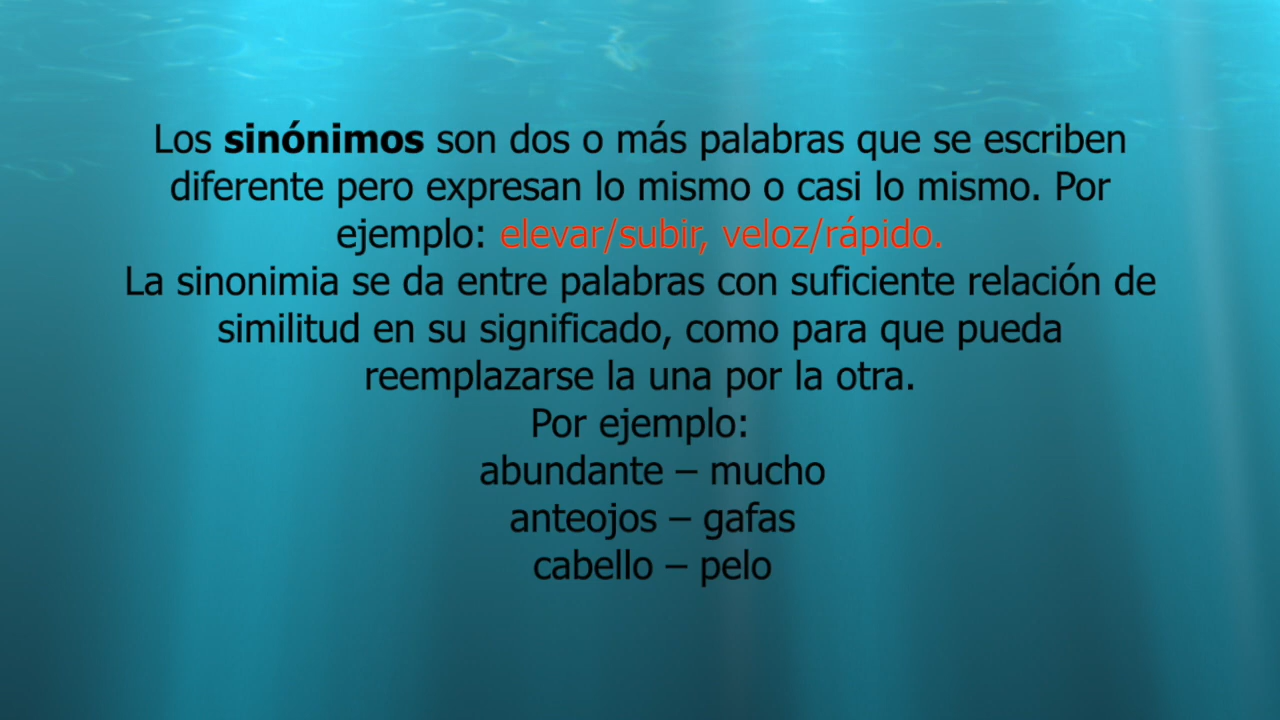 Los sinónimos son dos o más palabras que se escriben
diferente pero expresan lo mismo o casi lo mismo. Por
ejemplo: elevar/subir, veloz/rápido.
La sinonimia se da entre palabras con suficiente relación de
similitud en su significado, como para que pueda
reemplazarse la una por la otra.
Por ejemplo:
abundante – mucho
anteojos – gafas
cabello – pelo